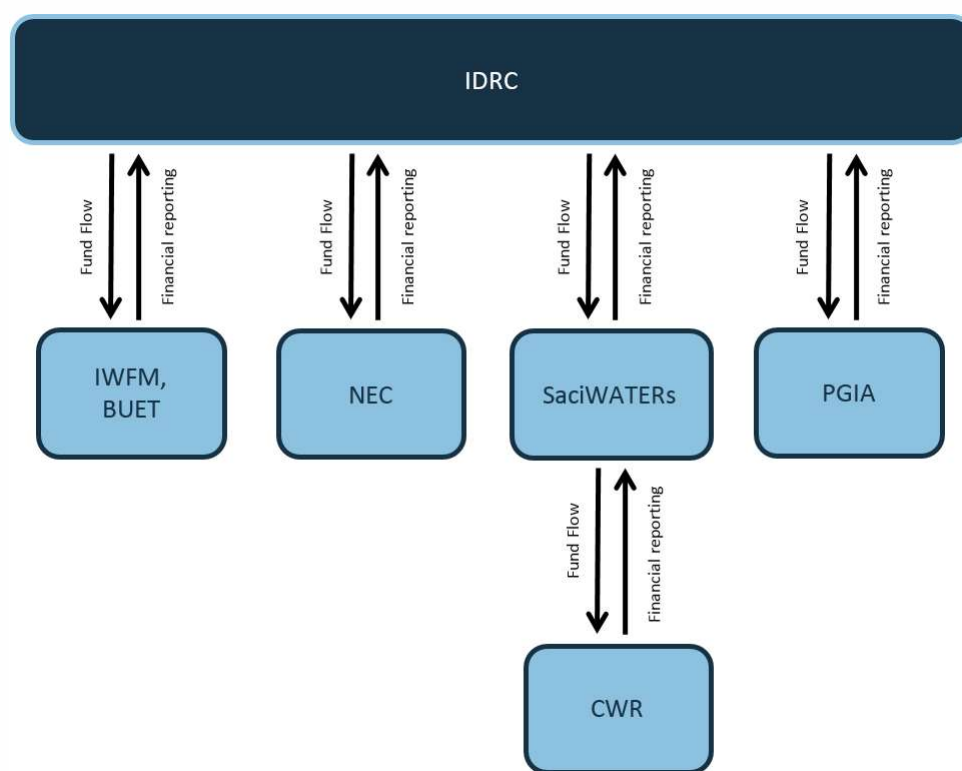 IDRC
Fund Flow
Financial reporting
Fund Flow
Financial reporting
Fund Flow
Financial reporting
Fund Flow
Financial reporting
IWFM,
BUET
NEC
SaciWATERs
PGIA
Fund Flow
Financial reporting
CWR